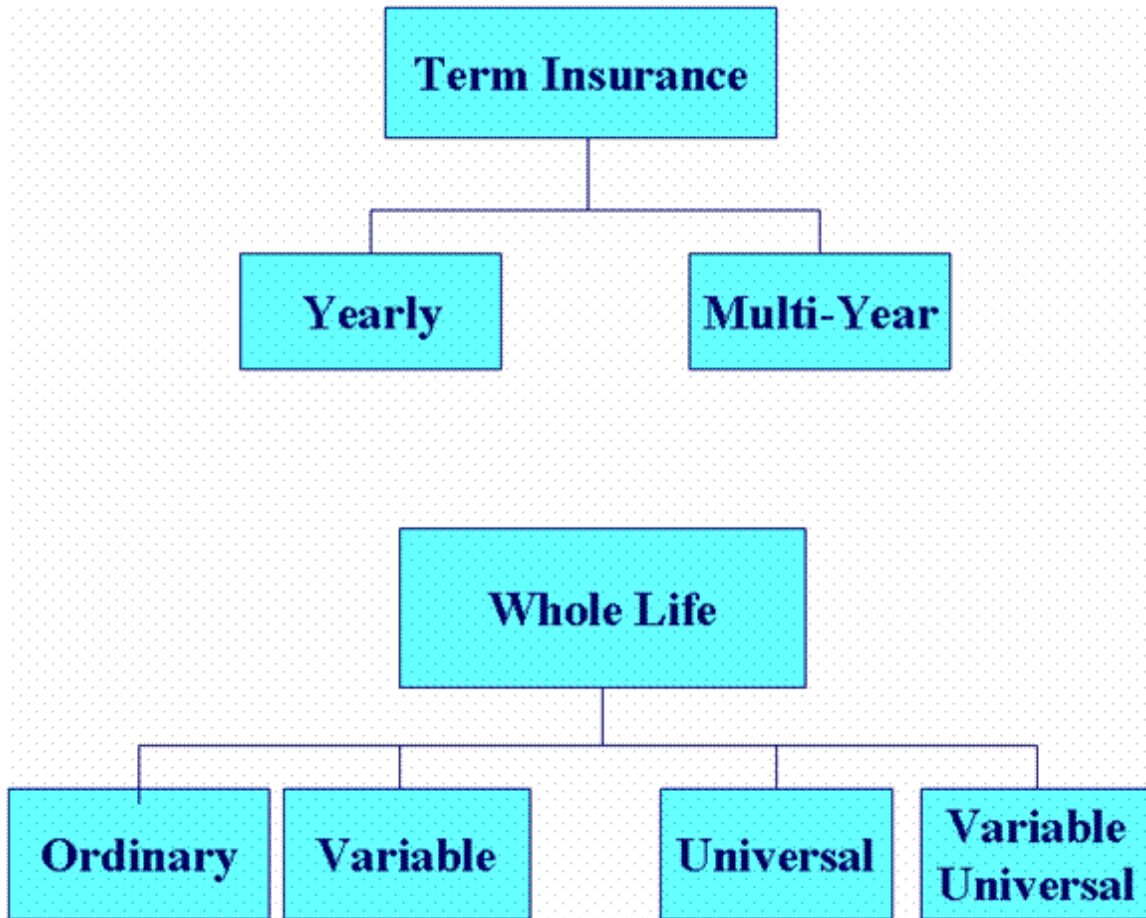 Term Insurance
Yearly
Multi-Year
Whole Life
Ordinary
Variable
Universal
Variable
Universal